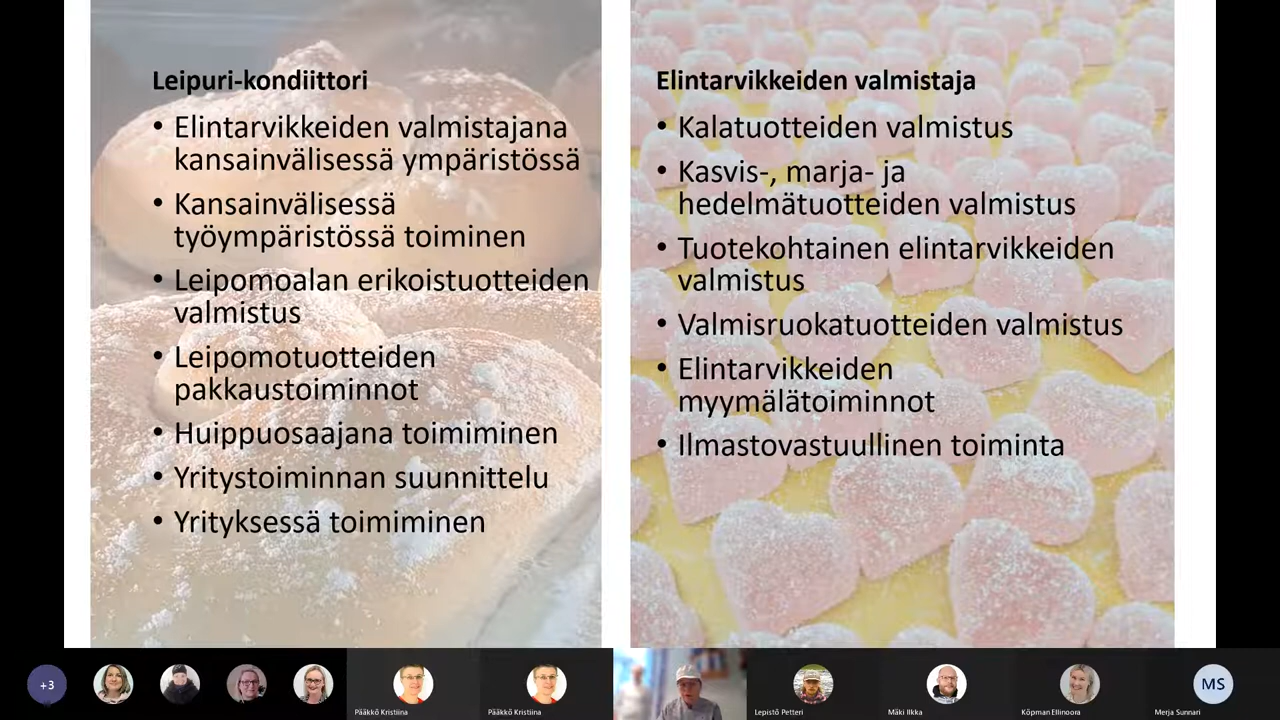 Leipuri-kondiittori
• Elintarvikkeiden valmistajana
kansainvälisessä ympäristössä
• Kansainvälisessä
työympäristössä toiminen
• Leipomoalan erikoistuotteiden
valmistus
• Leipomotuotteiden
pakkaustoiminnot
• Huippuosaajana toimiminen
• Yritystoiminnan suunnittelu
• Yrityksessä toimiminen
Elintarvikkeiden valmistaja
• Kalatuotteiden valmistus
• Kasvis-, marja- ja
hedelmätuotteiden valmistus
• Tuotekohtainen elintarvikkeiden
valmistus
• Valmisruokatuotteiden valmistus
• Elintarvikkeiden
myymälätoiminnot
• Ilmastovastuullinen toiminta
+3
Pääkkö Kristiina
Pääkkö Kristiina
Lepistö Petteri
Mäki Ilkka
Köpman Ellinoora
MS
Merja Sunnari